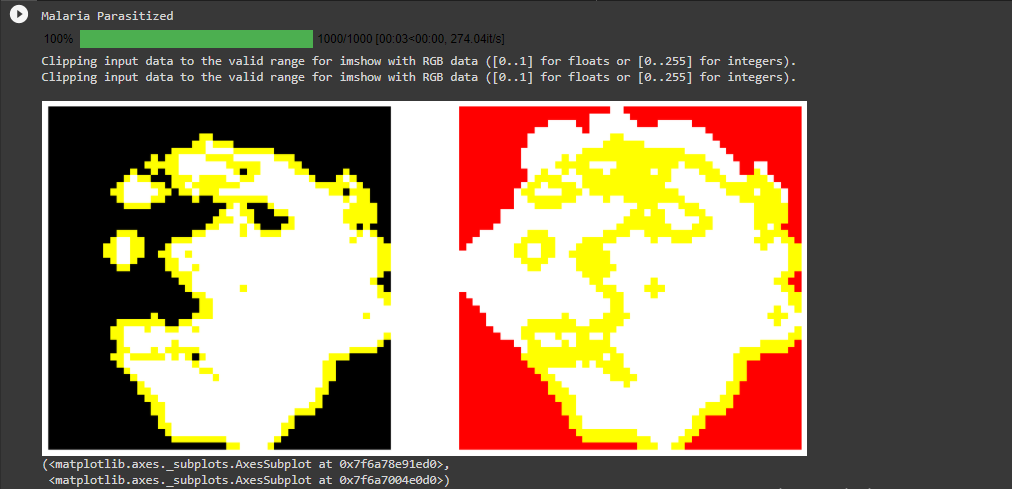 Malaria Parasitized
100% 1000/1000 [00:03<00:00, 274.04it/s]
Clipping input data to the valid range for imshow with RGB data ([0..1] for floats or [0..255] for integers).
Clipping input data to the valid range for imshow with RGB data ([0..1] for floats or [0..255] for integers).
(<matplotlib.axes._subplots.AxesSubplot at 0x7f6a78e91ed0>,
<matplotlib.axes._subplots.AxesSubplot at 0x7f6a7004e0d0>)